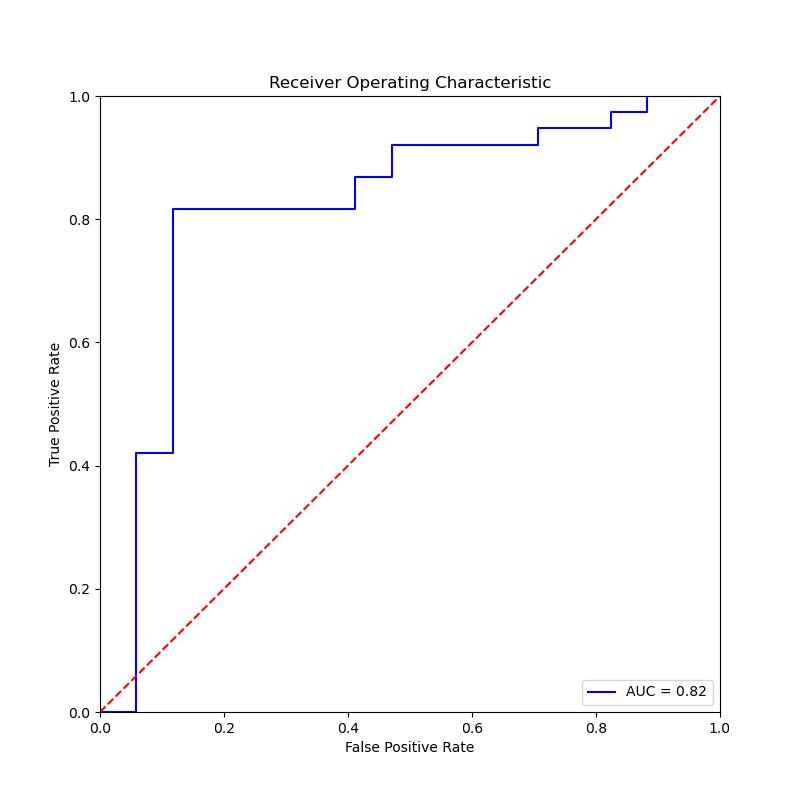 Receiver Operating Characteristic
1.0
0.8
0.6
0.4
0.2
0.0
True Positive Rate
AUC = 0.82
0.0 0.2 0.4 0.6 0.8 1.0
False Positive Rate